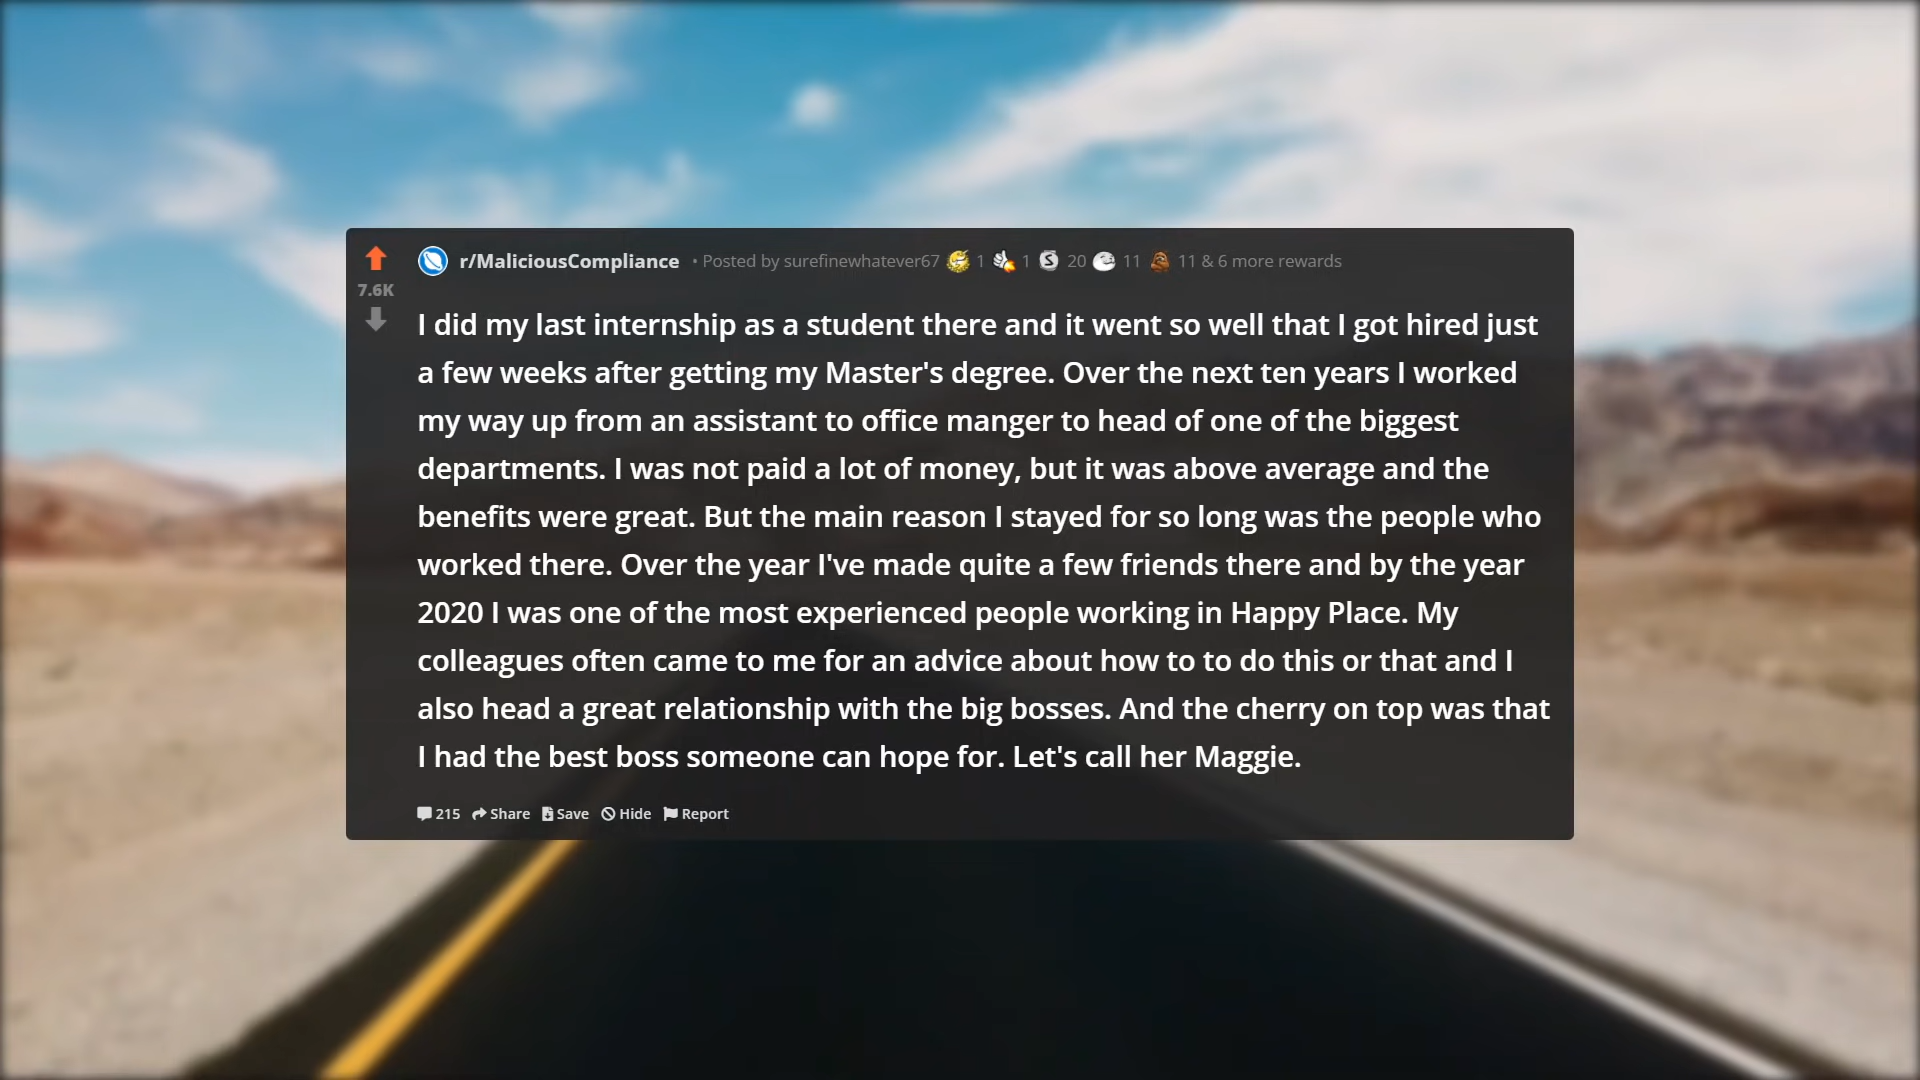 r/MaliciousCompliance • Posted by surefinewhatever67 1 1 20 11 11 & 6 more rewards
7.6K
I did my last internship as a student there and it went so well that I got hired just
a few weeks after getting my Master's degree. Over the next ten years I worked
my way up from an assistant to office manger to head of one of the biggest
departments. I was not paid a lot of money, but it was above average and the
benefits were great. But the main reason I stayed for so long was the people who
worked there. Over the year I've made quite a few friends there and by the year
2020 I was one of the most experienced people working in Happy Place. My
colleagues often came to me for an advice about how to to do this or that and I
also head a great relationship with the big bosses. And the cherry on top was that
I had the best boss someone can hope for. Let's call her Maggie.
215 Share Save Hide Report